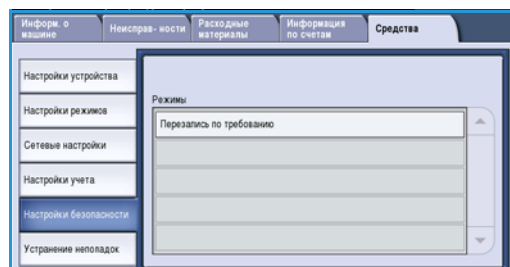 Информ. о
машине
Неисправ- ности
Расходные
материалы
Информация
по счетам
Средства
Настройки устройства
Настройки режимов
Сетевые настройки
Настройки учета
Настройки безопасности
Устранение неполадок
Режимы
Перезапись по требованию